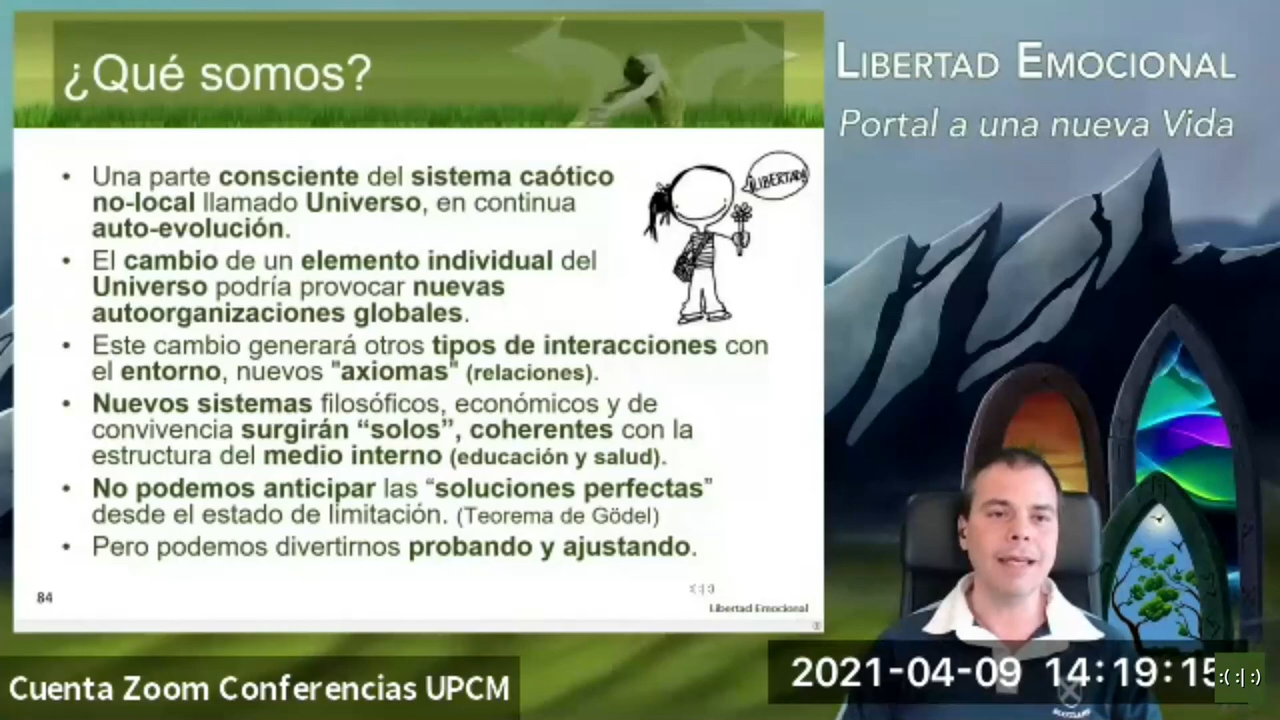 ¿Qué somos?
LIBERTAD EMOCIONAL
Portal a una nueva Vida
• Una parte consciente del sistema caótico
no-local llamado Universo, en continua
auto-evolución.
¡LIBERTAD!
• El cambio de un elemento individual del
Universo podría provocar nuevas
autoorganizaciones globales.
• Este cambio generará otros tipos de interacciones con
el entorno, nuevos "axiomas" (relaciones).
• Nuevos sistemas filosóficos, económicos y de
convivencia surgirán “solos”, coherentes con la
estructura del medio interno (educación y salud).
• No podemos anticipar las “soluciones perfectas”
desde el estado de limitación. (Teorema de Gödel)
• Pero podemos divertirnos probando y ajustando.
84
(:|:)
Libertad Emocional
Cuenta Zoom Conferencias UPCM
2021-04-09 14:19:15
:(:|:)
SCOTLAND